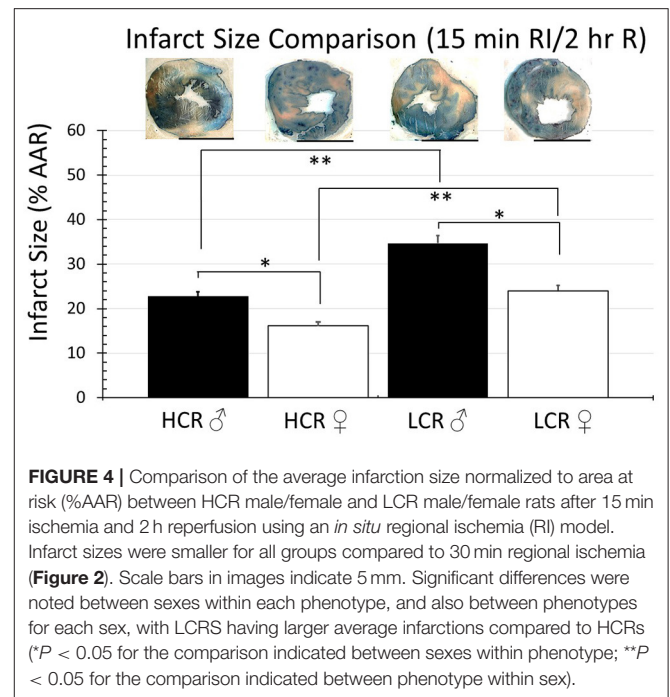 Infarct Size Comparison (15 min RI/2 hr R)
Infarct Size (% AAR)
60
50
40
30
20
10
0
**
**
*
*
HCR ♂ HCR ♀ LCR ♂ LCR ♀
FIGURE 4 | Comparison of the average infarction size normalized to area at
risk (%AAR) between HCR male/female and LCR male/female rats after 15 min
ischemia and 2 h reperfusion using an in situ regional ischemia (RI) model.
Infarct sizes were smaller for all groups compared to 30 min regional ischemia
(Figure 2). Scale bars in images indicate 5 mm. Significant differences were
noted between sexes within each phenotype, and also between phenotypes
for each sex, with LCRS having larger average infarctions compared to HCRs
(*P < 0.05 for the comparison indicated between sexes within phenotype; **P
< 0.05 for the comparison indicated between phenotype within sex).